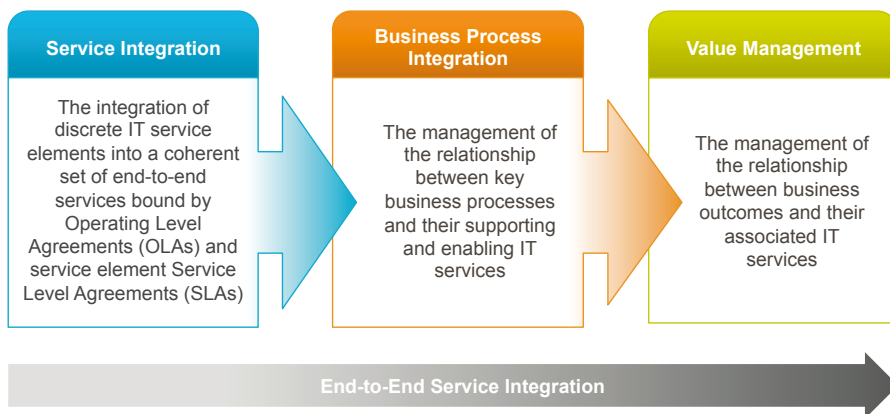 Service Integration
The integration of
discrete IT service
elements into a coherent
set of end-to-end
services bound by
Operating Level
Agreements (OLAs) and
service element Service
Level Agreements (SLAs)
Business Process
Integration
The management of
the relationship
between key
business processes
and their supporting
and enabling IT
services
Value Management
The management of
the relationship
between business
outcomes and their
associated IT
services
End-to-End Service Integration